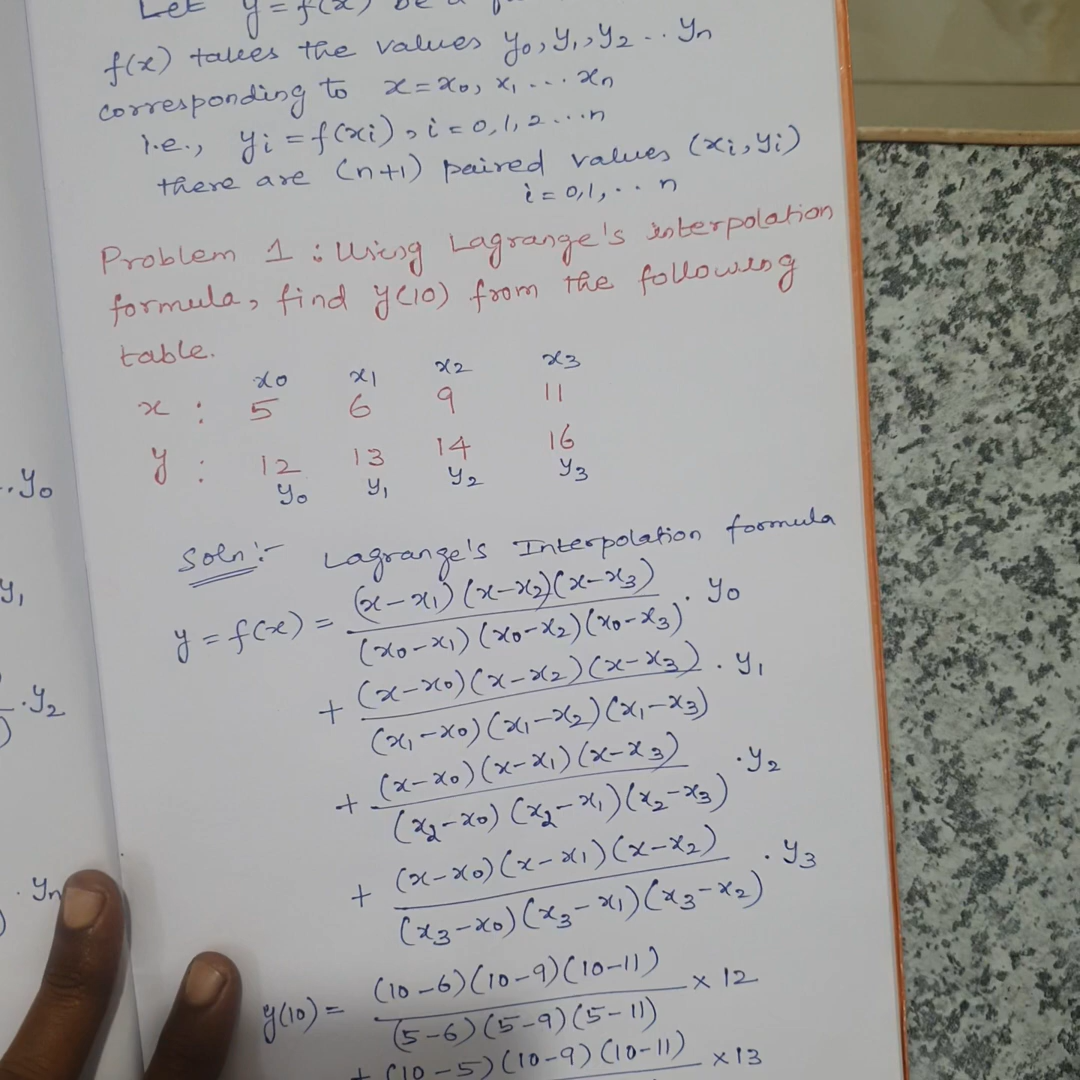 Let y = f(x) be a
f(x) takes the values y₀, y₁, y₂ .. yₙ
corresponding to x = x₀, x₁ ... xₙ
i.e., yᵢ = f(xᵢ), i = 0, 1, 2 ... n
there are (n+1) paired values (xᵢ, yᵢ)
i = 0, 1, .. n
Problem 1 : Using Lagrange's interpolation
formula, find y(10) from the following
table.
x₀ x₁ x₂ x₃
x : 5 6 9 11
y : 12 13 14 16
y₀ y₁ y₂ y₃
Soln :- Lagrange's Interpolation formula
y = f(x) = (x-x₁)(x-x₂)(x-x₃) / (x₀-x₁)(x₀-x₂)(x₀-x₃) . y₀
+ (x-x₀)(x-x₂)(x-x₃) / (x₁-x₀)(x₁-x₂)(x₁-x₃) . y₁
+ (x-x₀)(x-x₁)(x-x₃) / (x₂-x₀)(x₂-x₁)(x₂-x₃) . y₂
+ (x-x₀)(x-x₁)(x-x₂) / (x₃-x₀)(x₃-x₁)(x₃-x₂) . y₃
y(10) = (10-6)(10-9)(10-11) / (5-6)(5-9)(5-11) × 12
+ (10-5)(10-9)(10-11) × 13
.. y₀
y₁
. y₂
. yₙ